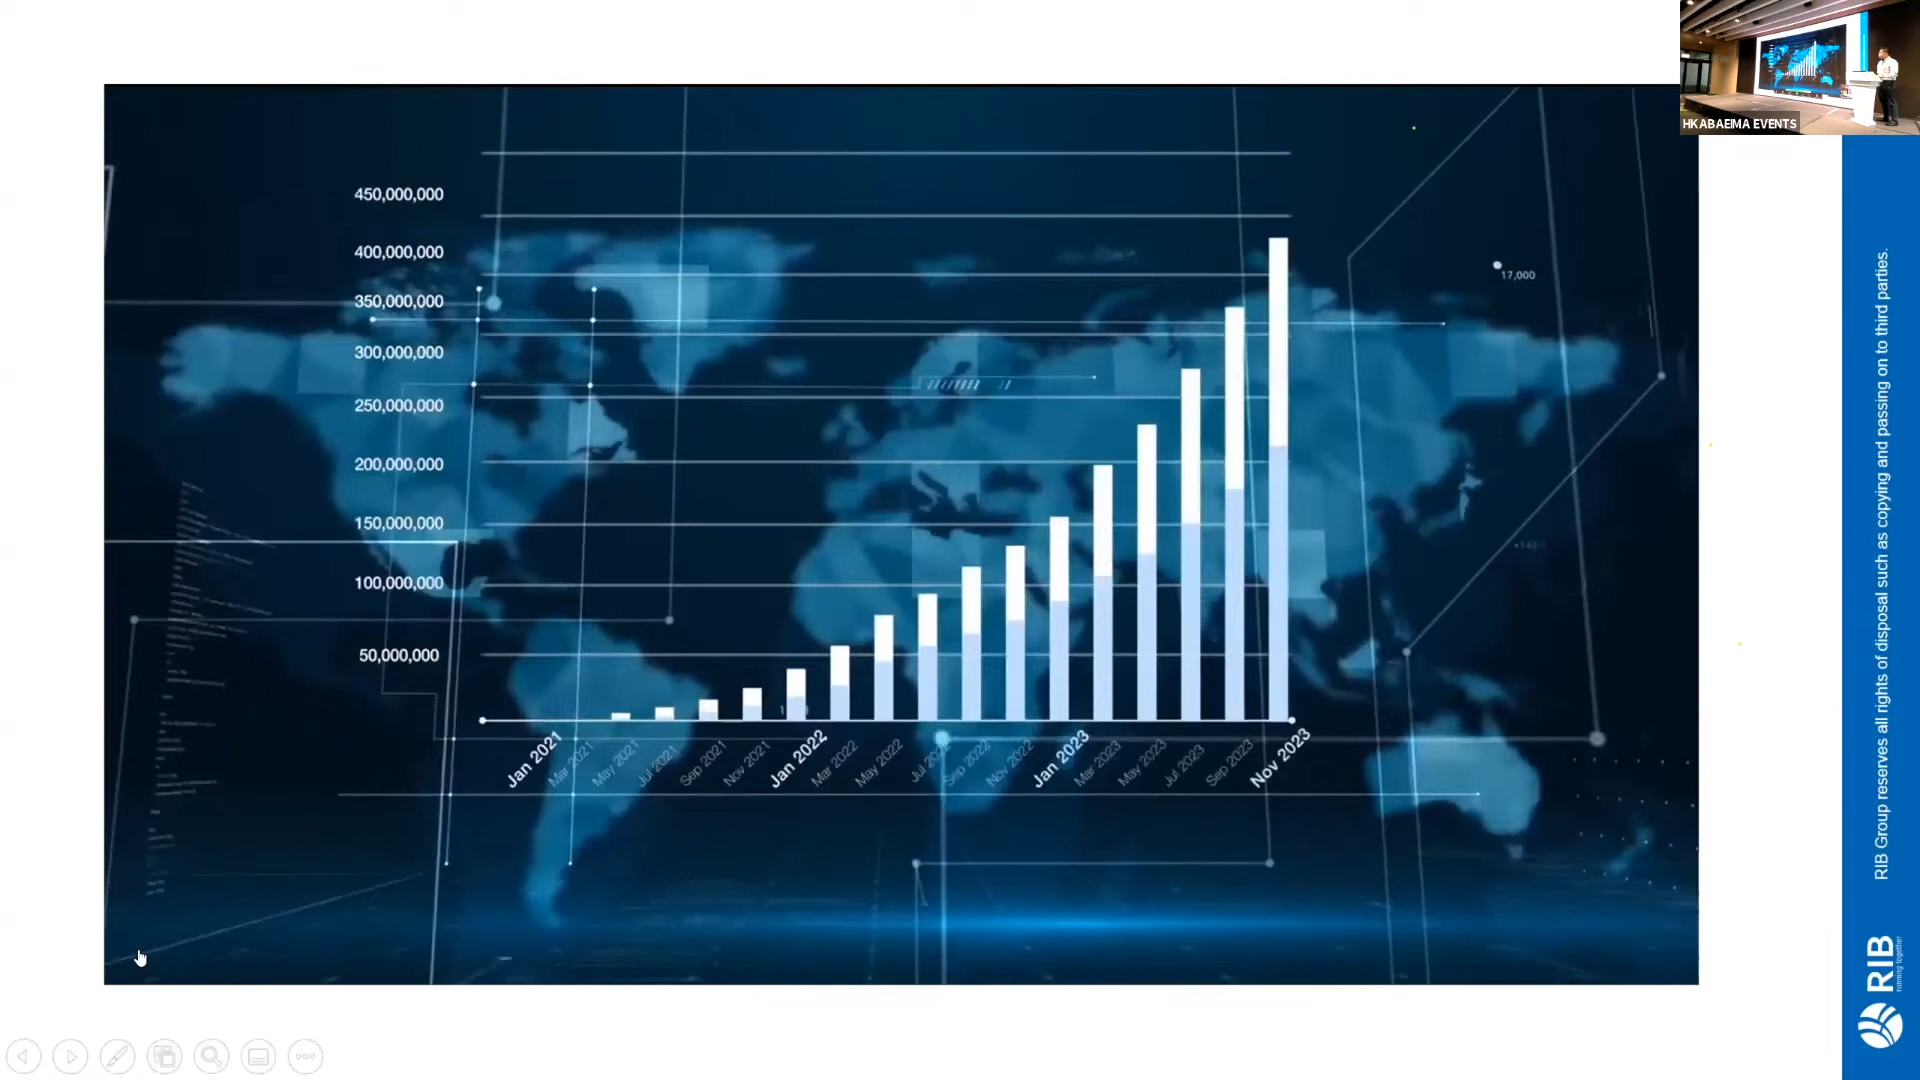 HKABAEIMA EVENTS
450,000,000
400,000,000
350,000,000
300,000,000
250,000,000
200,000,000
150,000,000
100,000,000
50,000,000
17,000
Jan 2021
Mar 2021
May 2021
Jul 2021
Sep 2021
Nov 2021
Jan 2022
Mar 2022
May 2022
Sep 2022
Nov 2022
Jan 2023
Mar 2023
May 2023
Jul 2023
Sep 2023
Nov 2023
RIB Group reserves all rights of disposal such as copying and passing on to third parties.
RIB
running together